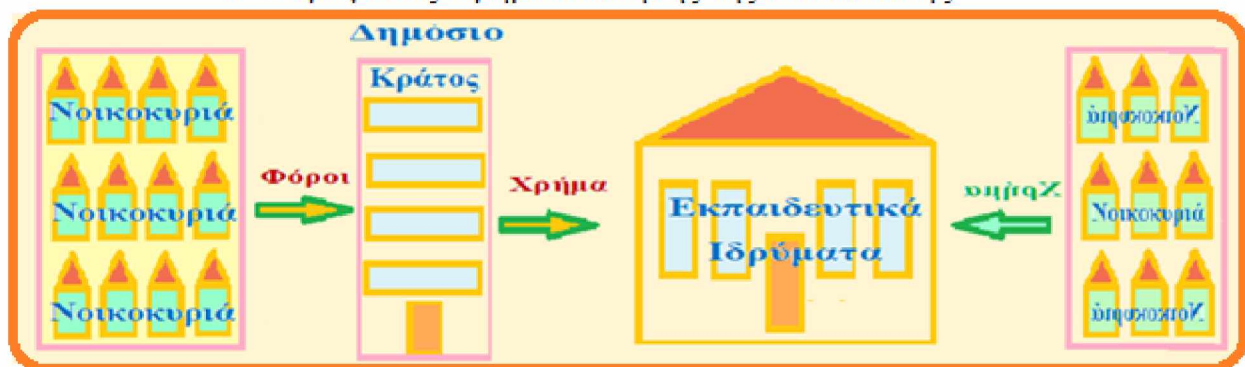 Δημόσιο
Κράτος
Νοικοκυριά
Νοικοκυριά
Νοικοκυριά
Φόροι
Χρήμα
Εκπαιδευτικά
Ιδρύματα
Χρήμα
Νοικοκυριά
Νοικοκυριά
Νοικοκυριά